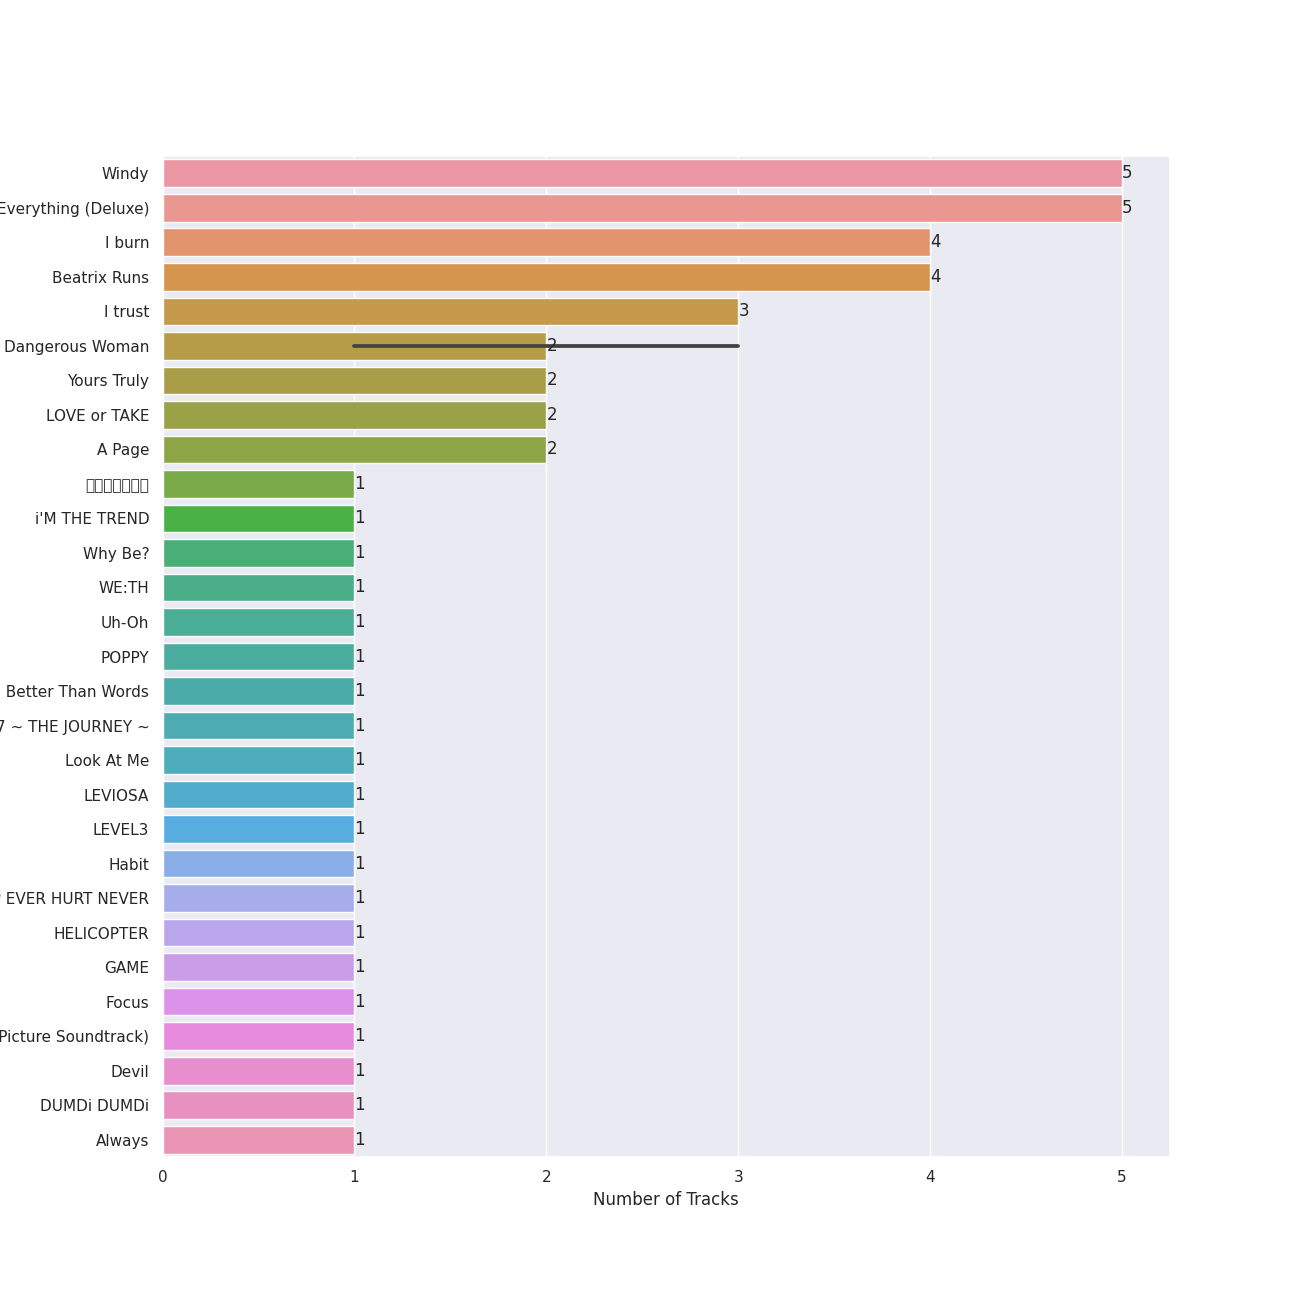 Windy
5
Everything (Deluxe)
5
I burn
4
Beatrix Runs
4
I trust
3
Dangerous Woman
2
Yours Truly
2
LOVE or TAKE
2
A Page
2
1
i'M THE TREND
1
Why Be?
1
WE:TH
1
Uh-Oh
1
POPPY
1
Better Than Words
1
7 ~ THE JOURNEY ~
1
Look At Me
1
LEVIOSA
1
LEVEL3
1
Habit
1
EVER HURT NEVER
1
HELICOPTER
1
GAME
1
Focus
1
Picture Soundtrack)
1
Devil
1
DUMDi DUMDi
1
Always
1
0 1 2 3 4 5
Number of Tracks